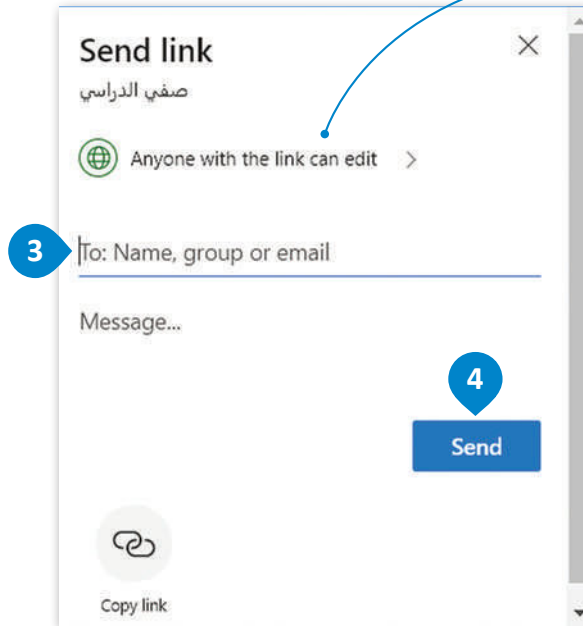 Send link
صفي الدراسي
Anyone with the link can edit
3
To: Name, group or email
Message...
4
Send
Copy link